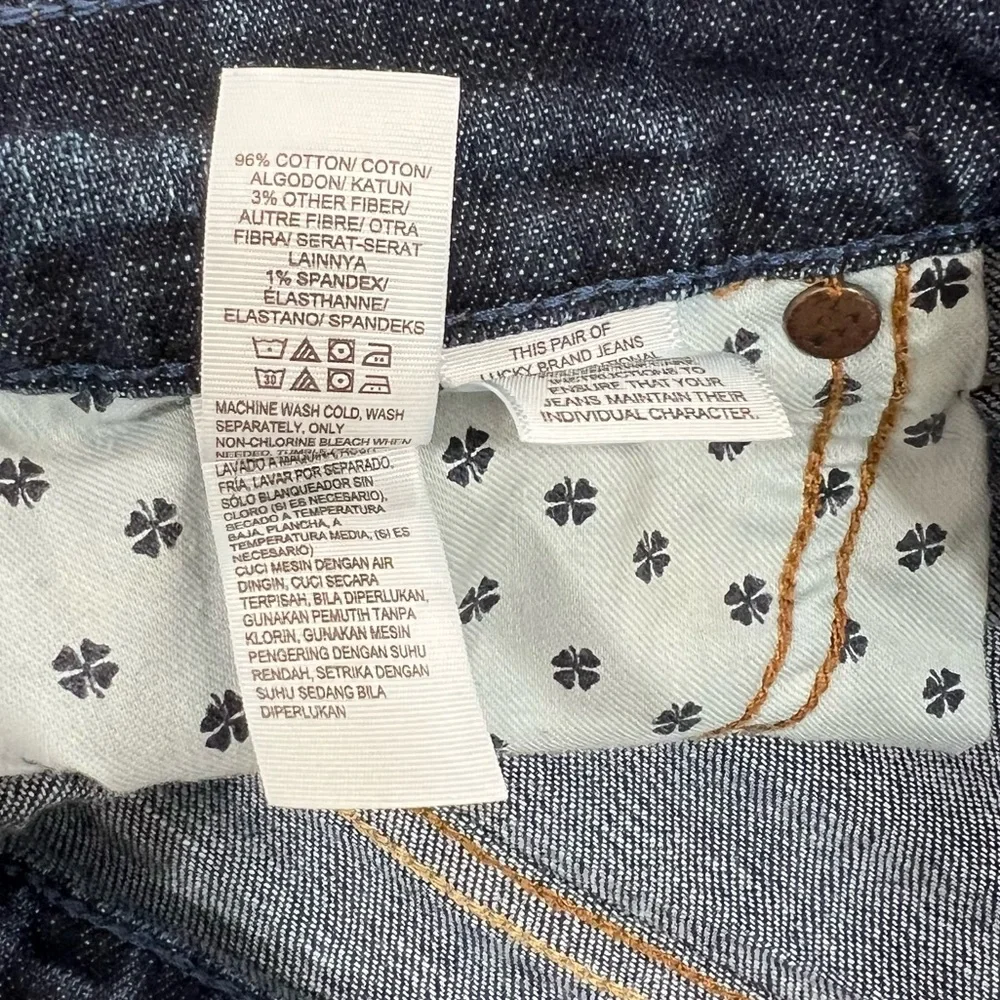 96% COTTON/ COTON/
ALGODON/ KATUN
3% OTHER FIBER/
AUTRE FIBRE/ OTRA
FIBRA/ SERAT-SERAT
LAINNYA
1% SPANDEX/
ÉLASTHANNE/
ELASTANO/ SPANDEKS
30
MACHINE WASH COLD, WASH
SEPARATELY, ONLY
NON-CHLORINE BLEACH WHEN
NEEDED, TUMBLE
LAVADO A MAQUINA
FRÍA, LAVAR POR SEPARADO,
SÓLO BLANQUEADOR SIN
CLORO (SI ES NECESARIO),
SECADO A TEMPERATURA
BAJA, PLANCHA, A
TEMPERATURA MEDIA, (SI ES
NECESARIO)
CUCI MESIN DENGAN AIR
DINGIN, CUCI SECARA
TERPISAH, BILA DIPERLUKAN,
GUNAKAN PEMUTIH TANPA
KLORIN, GUNAKAN MESIN
PENGERING DENGAN SUHU
RENDAH, SETRIKA DENGAN
SUHU SEDANG BILA
DIPERLUKAN
THIS PAIR OF
LUCKY BRAND JEANS
ENSURE THAT YOUR
JEANS MAINTAIN THEIR
INDIVIDUAL CHARACTER.